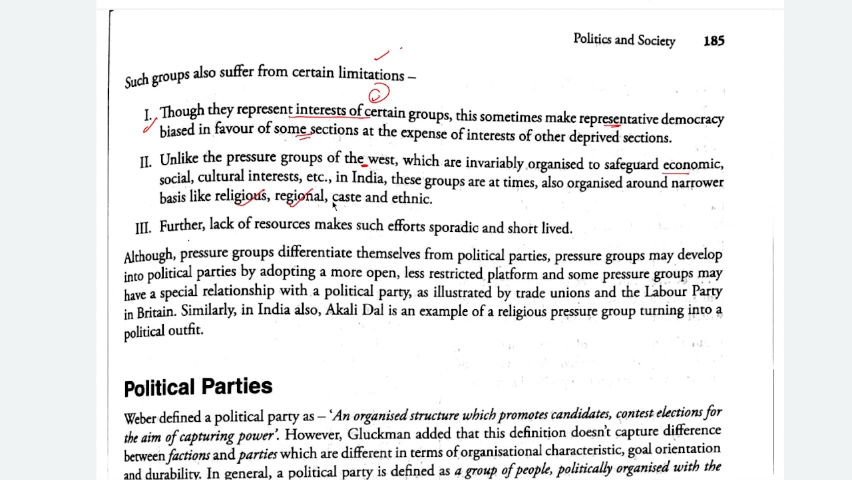 Politics and Society 185
Such groups also suffer from certain limitations –
I. Though they represent interests of certain groups, this sometimes make representative democracy
biased in favour of some sections at the expense of interests of other deprived sections.
II. Unlike the pressure groups of the west, which are invariably organised to safeguard economic,
social, cultural interests, etc., in India, these groups are at times, also organised around narrower
basis like religious, regional, caste and ethnic.
III. Further, lack of resources makes such efforts sporadic and short lived.
Although, pressure groups differentiate themselves from political parties, pressure groups may develop
into political parties by adopting a more open, less restricted platform and some pressure groups may
have a special relationship with a political party, as illustrated by trade unions and the Labour Party
in Britain. Similarly, in India also, Akali Dal is an example of a religious pressure group turning into a
political outfit.
Political Parties
Weber defined a political party as – 'An organised structure which promotes candidates, contest elections for
the aim of capturing power'. However, Gluckman added that this definition doesn't capture difference
between factions and parties which are different in terms of organisational characteristic, goal orientation
and durability. In general, a political party is defined as a group of people, politically organised with the